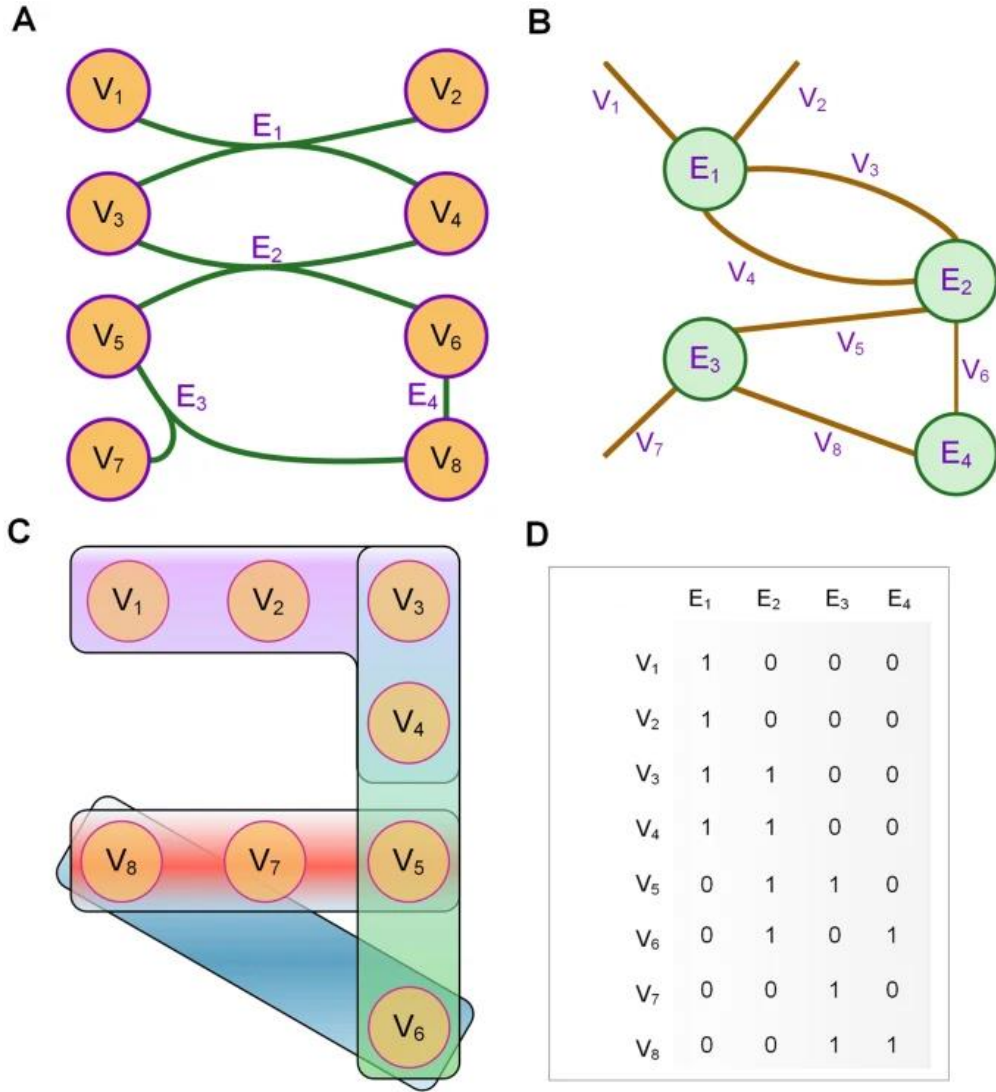 A
V₁ V₂
E₁
V₃ V₄
E₂
V₅ V₆
E₃ E₄
V₇ V₈
B
V₁ V₂
E₁ V₃
V₄ E₂
V₅
E₃ V₆
V₇ V₈ E₄
C
V₁ V₂ V₃
V₄
V₈ V₇ V₅
V₆
D
E₁ E₂ E₃ E₄
V₁ 1 0 0 0
V₂ 1 0 0 0
V₃ 1 1 0 0
V₄ 1 1 0 0
V₅ 0 1 1 0
V₆ 0 1 0 1
V₇ 0 0 1 0
V₈ 0 0 1 1